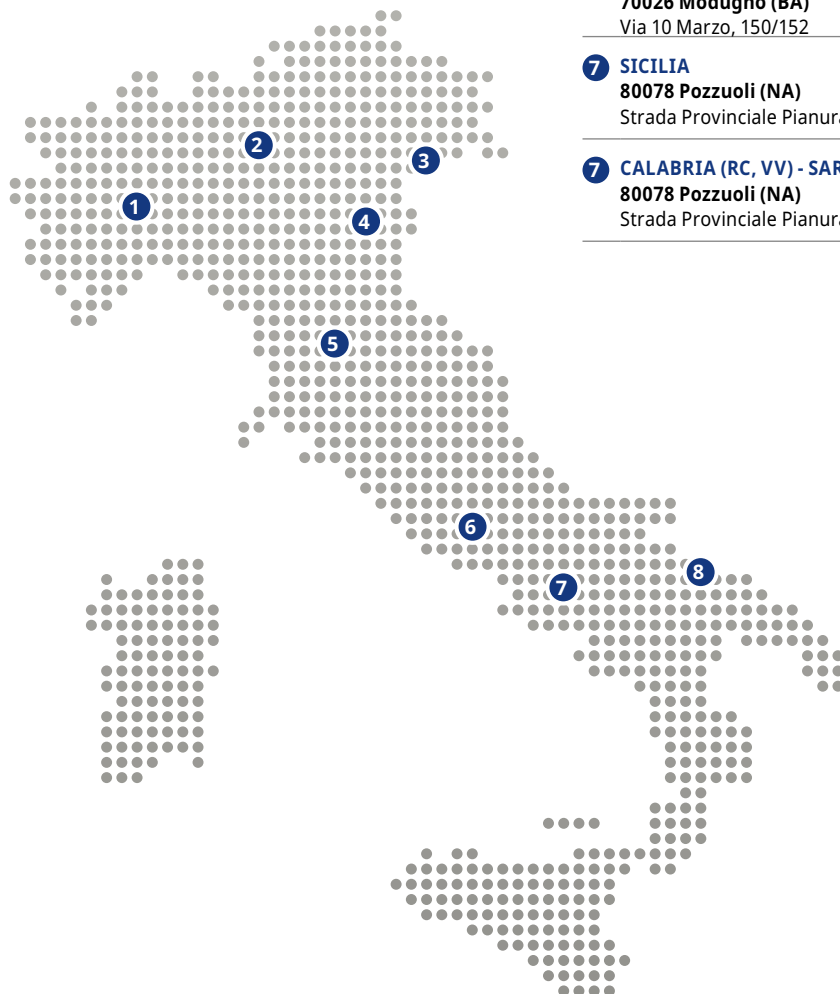 70026 Modugno (BA)
Via 10 Marzo, 150/152
7 SICILIA
80078 Pozzuoli (NA)
Strada Provinciale Pianura
7 CALABRIA (RC, VV) - SAR
80078 Pozzuoli (NA)
Strada Provinciale Pianura
2
3
1
4
5
6
8
7